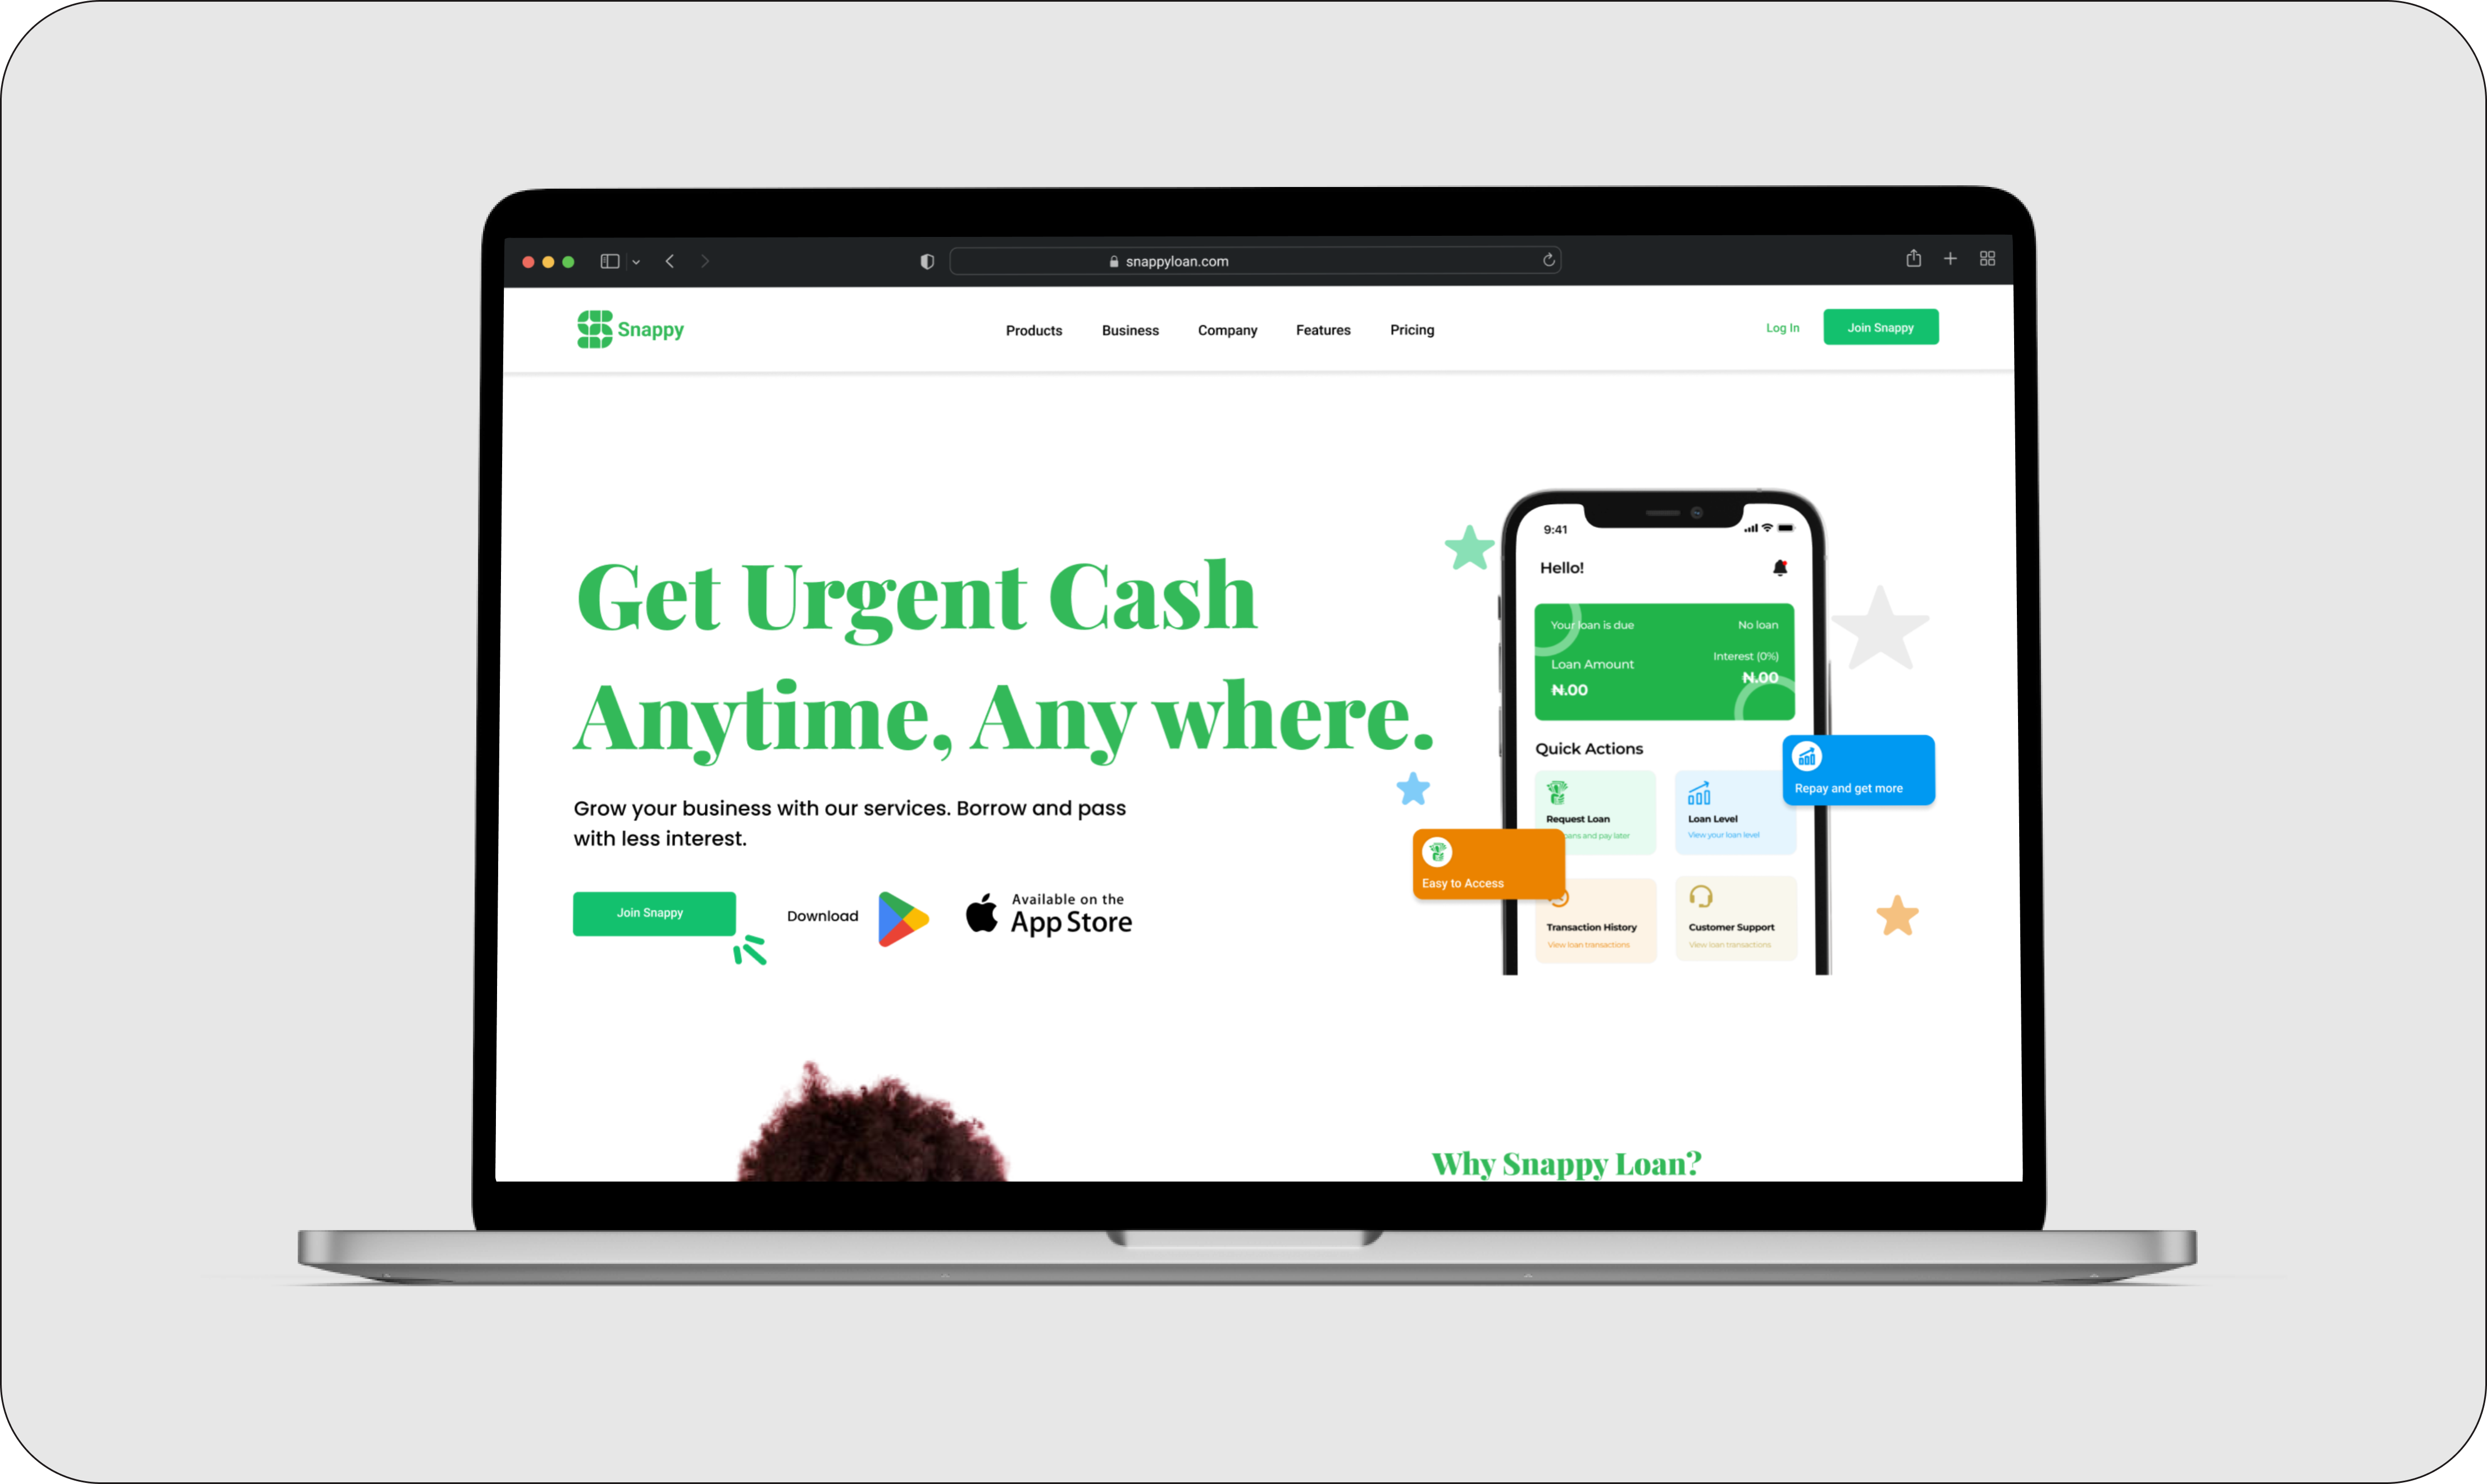 snappyloan.com
Snappy
Products Business Company Features Pricing
Log In
Join Snappy
Get Urgent Cash
Anytime, Any where.
Grow your business with our services. Borrow and pass
with less interest.
Join Snappy
Download
Available on the
App Store
9:41
Hello!
Your loan is due
No loan
Loan Amount
Interest (0%)
₦.00
₦.00
Quick Actions
Request Loan
and pay later
Loan Level
View your loan level
Repay and get more
Easy to Access
Transaction History
View loan transactions
Customer Support
View loan transactions
Why Snappy Loan?